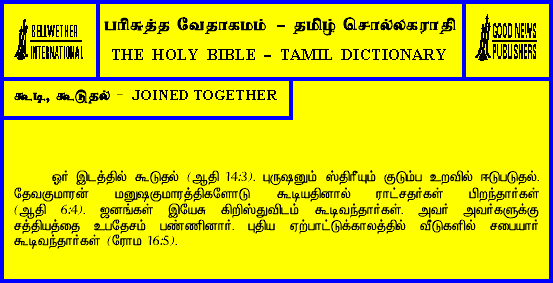 BELLWETHER
INTERNATIONAL
பரிசுத்த வேதாகமம் – தமிழ் சொல்லகராதி
THE HOLY BIBLE – TAMIL DICTIONARY
GOOD NEWS
PUBLISHERS
கூடி, கூடுதல் – JOINED TOGETHER
ஓர் இடத்தில் கூடுதல் (ஆதி 14:3). புருஷனும் ஸ்திரீயும் குடும்ப உறவில் ஈடுபடுதல்.
தேவகுமாரன் மனுஷகுமாரத்திகளோடு கூடியதினால் ராட்சதர்கள் பிறந்தார்கள்
(ஆதி 6:4). ஜனங்கள் இயேசு கிறிஸ்துவிடம் கூடிவந்தார்கள். அவர் அவர்களுக்கு
சத்தியத்தை உபதேசம் பண்ணினார். புதிய ஏற்பாட்டுக்காலத்தில் வீடுகளில் சபையார்
கூடிவந்தார்கள் (ரோம 16:5).